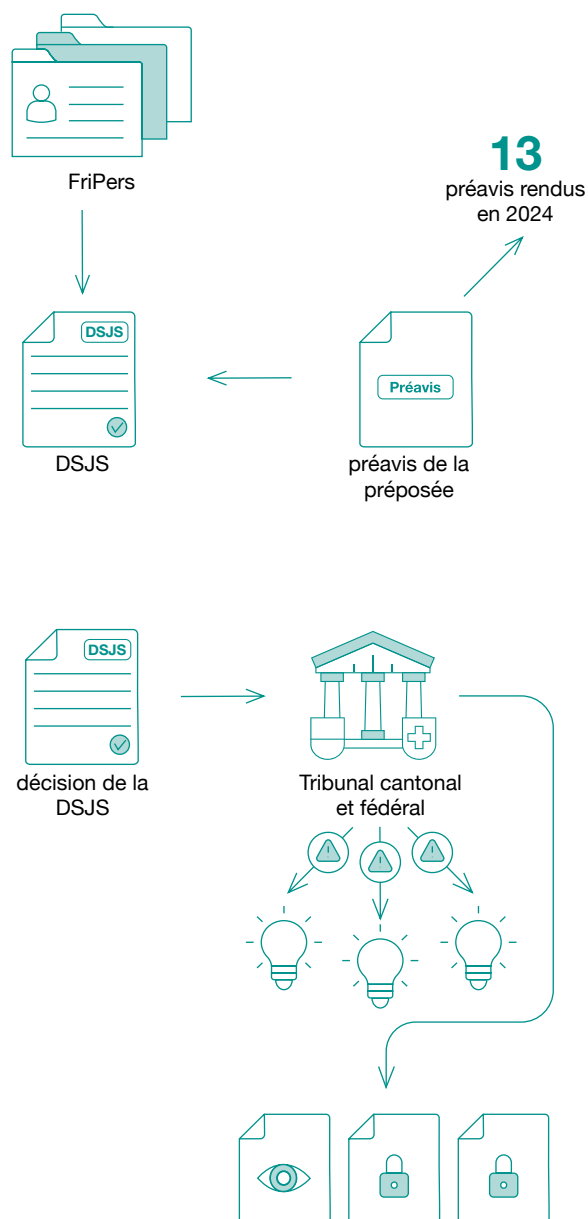 FriPers
13
préavis rendus
en 2024
DSJS
DSJS
Préavis
préavis de la
préposée
DSJS
décision de la
DSJS
Tribunal cantonal
et fédéral